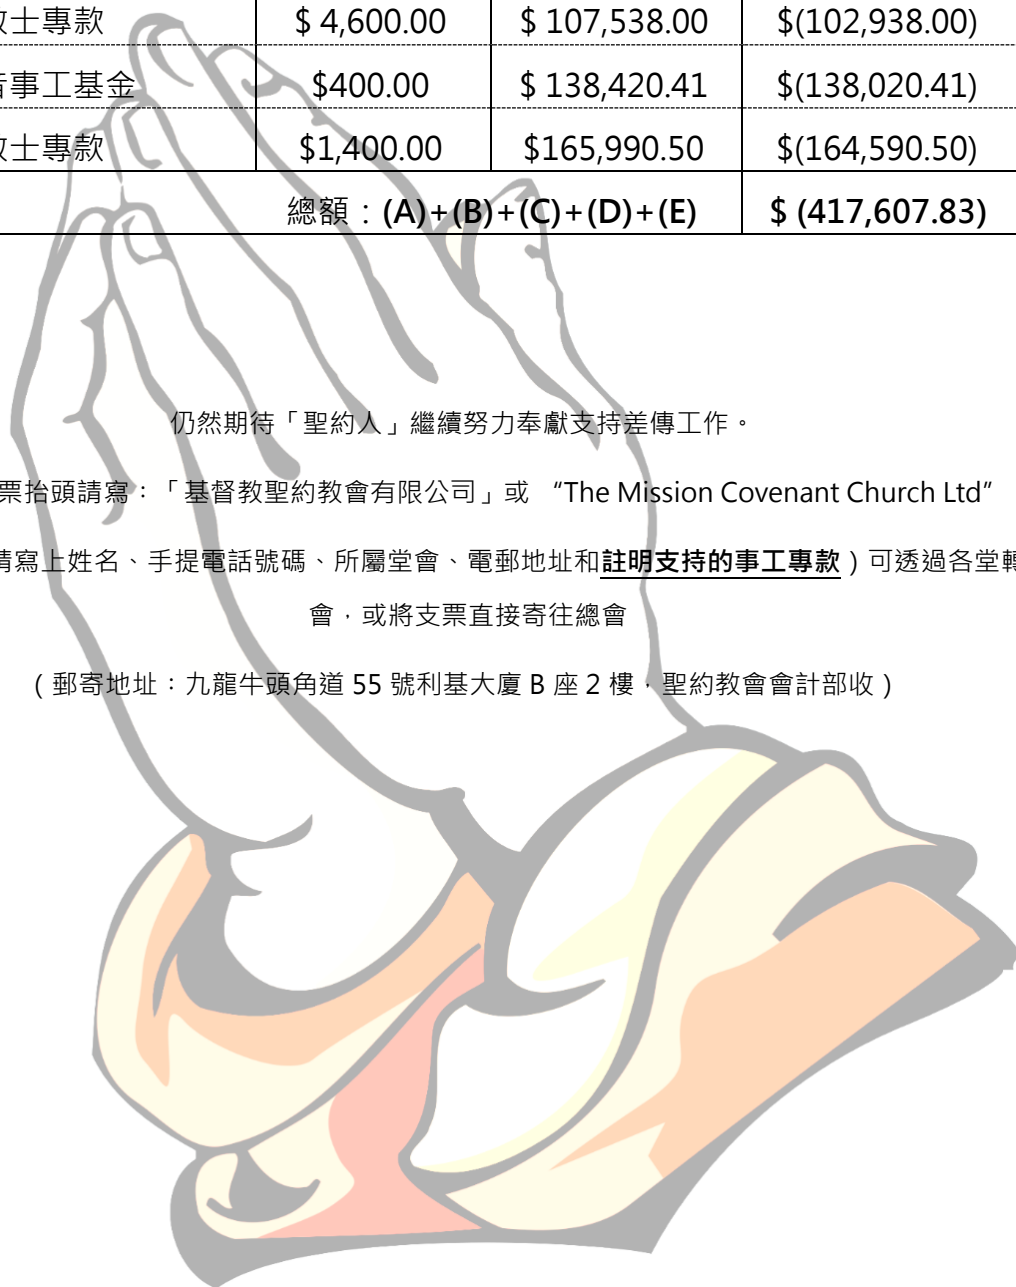 教士專款 $ 4,600.00 $ 107,538.00 $(102,938.00)
音事工基金 $400.00 $ 138,420.41 $(138,020.41)
教士專款 $1,400.00 $165,990.50 $(164,590.50)
總額：(A)+(B)+(C)+(D)+(E) $ (417,607.83)
仍然期待「聖約人」繼續努力奉獻支持差傳工作。
票抬頭請寫：「基督教聖約教會有限公司」或 “The Mission Covenant Church Ltd”
請寫上姓名、手提電話號碼、所屬堂會、電郵地址和註明支持的事工專款）可透過各堂轉
會，或將支票直接寄往總會
（郵寄地址：九龍牛頭角道 55 號利基大廈 B 座 2 樓，聖約教會會計部收）